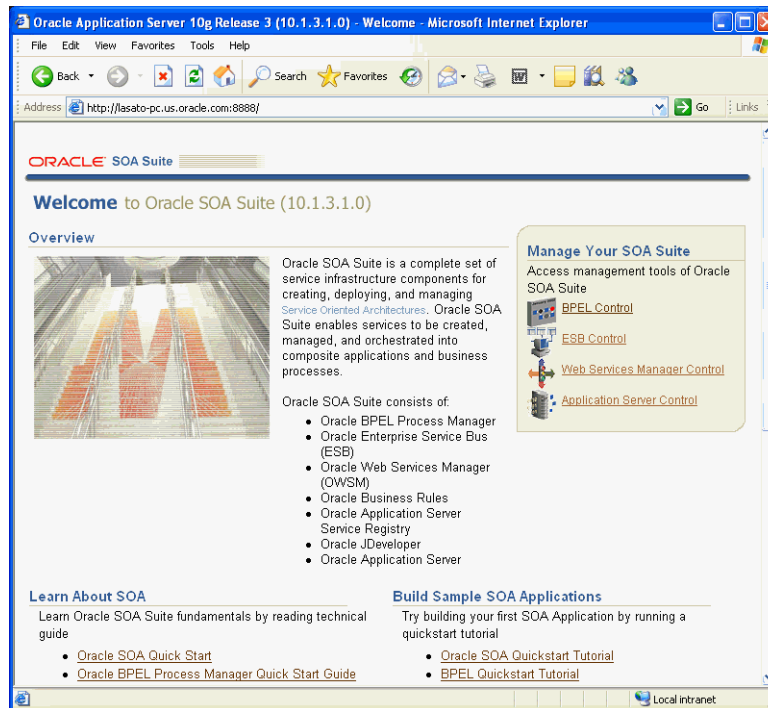 Oracle Application Server 10g Release 3 (10.1.3.1.0) - Welcome - Microsoft Internet Explorer
File Edit View Favorites Tools Help
Back Search Favorites
Address http://lasato-pc.us.oracle.com:8888/ Go Links
ORACLE SOA Suite
Welcome to Oracle SOA Suite (10.1.3.1.0)
Overview
Oracle SOA Suite is a complete set of
service infrastructure components for
creating, deploying, and managing
Service Oriented Architectures. Oracle SOA
Suite enables services to be created,
managed, and orchestrated into
composite applications and business
processes.
Oracle SOA Suite consists of:
• Oracle BPEL Process Manager
• Oracle Enterprise Service Bus
(ESB)
• Oracle Web Services Manager
(OWSM)
• Oracle Business Rules
• Oracle Application Server
Service Registry
• Oracle JDeveloper
• Oracle Application Server
Manage Your SOA Suite
Access management tools of Oracle
SOA Suite
BPEL Control
ESB Control
Web Services Manager Control
Application Server Control
Learn About SOA
Learn Oracle SOA Suite fundamentals by reading technical
guide
• Oracle SOA Quick Start
• Oracle BPEL Process Manager Quick Start Guide
Build Sample SOA Applications
Try building your first SOA Application by running a
quickstart tutorial
• Oracle SOA Quickstart Tutorial
• BPEL Quickstart Tutorial
Local intranet